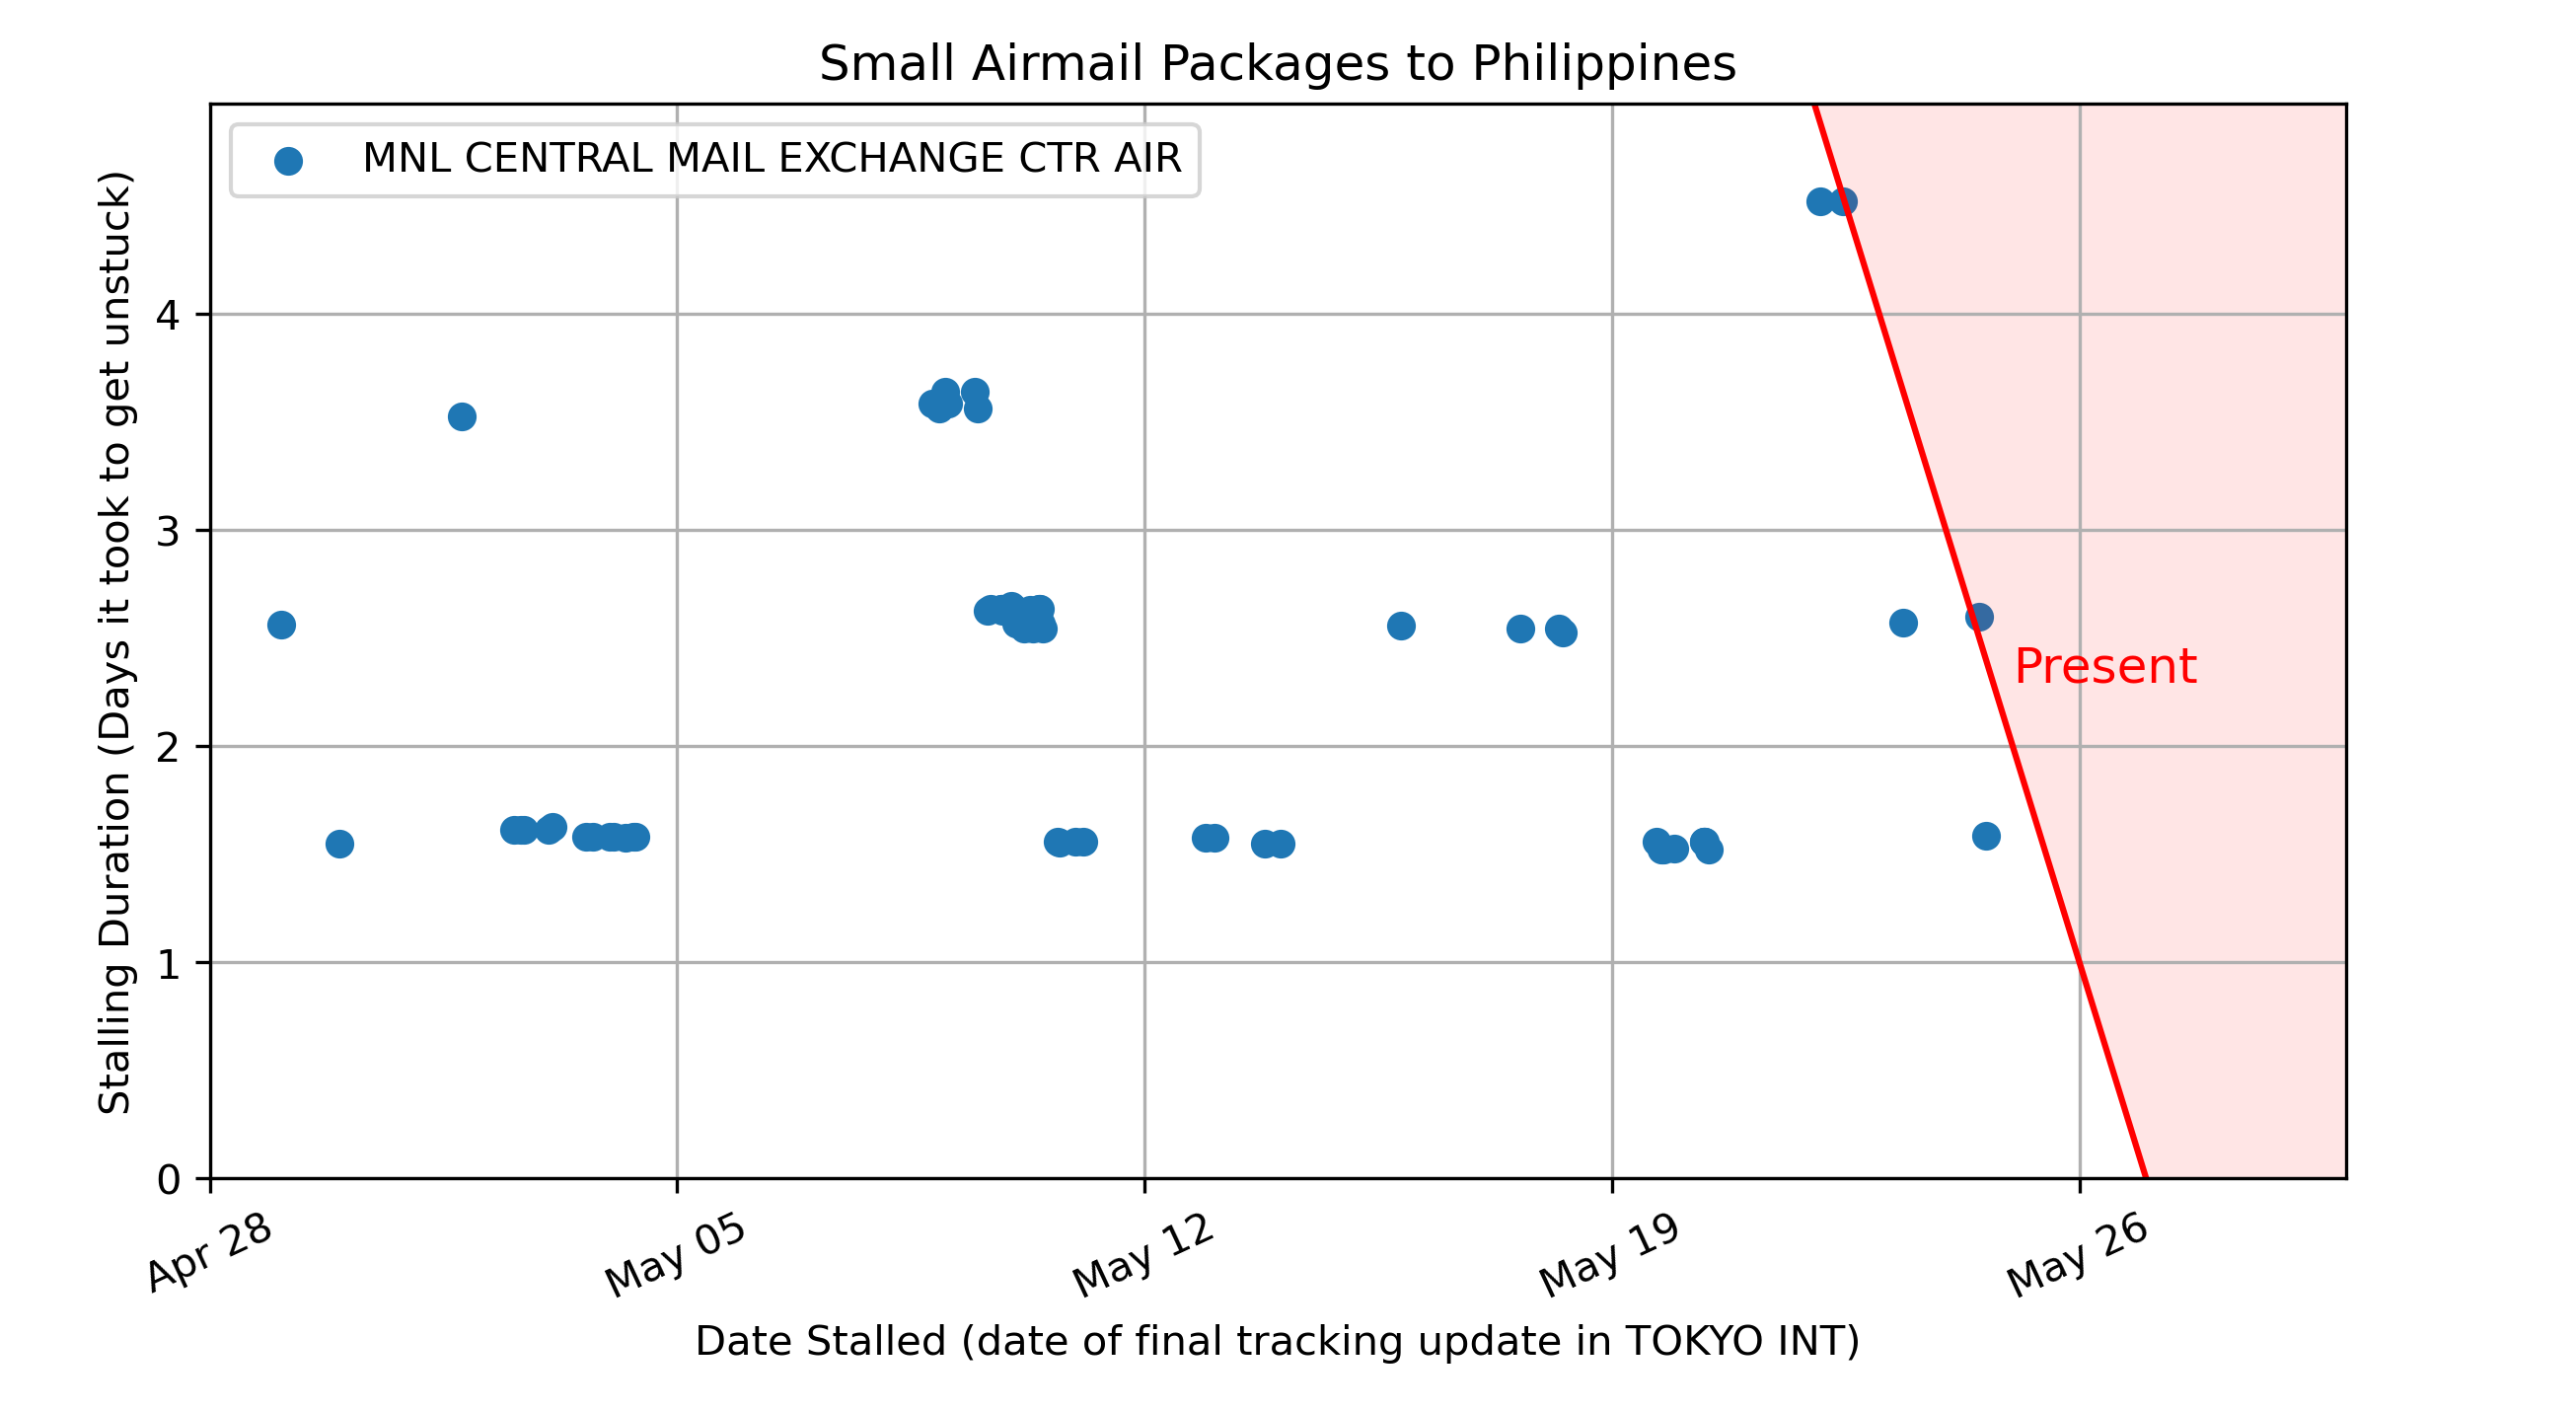 Small Airmail Packages to Philippines
MNL CENTRAL MAIL EXCHANGE CTR AIR
Stalling Duration (Days it took to get unstuck)
4
3
2
1
0
Present
Apr 28
May 05
May 12
May 19
May 26
Date Stalled (date of final tracking update in TOKYO INT)